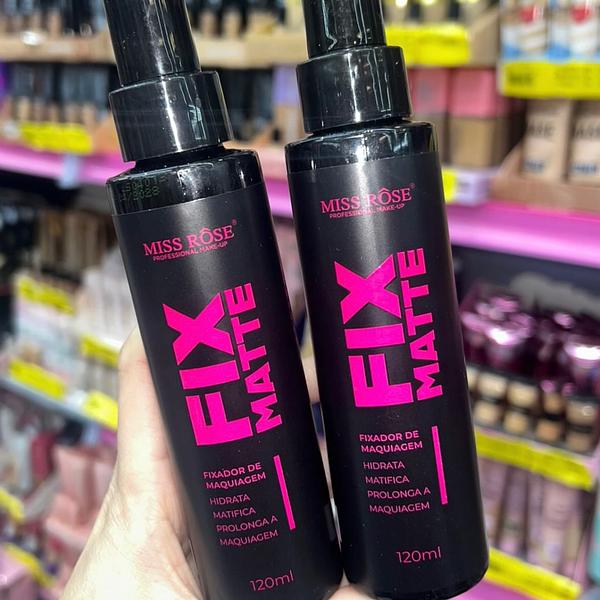 MISS RÔSE®
PROFESSIONAL MAKE-UP
FIX
MATTE
FIXADOR DE
MAQUIAGEM
HIDRATA
MATIFICA
PROLONGA A
MAQUIAGEM
120ml
MISS RÔSE®
PROFESSIONAL MAKE-UP
FIX
MATTE
FIXADOR DE
MAQUIAGEM
HIDRATA
MATIFICA
PROLONGA A
MAQUIAGEM
120ml